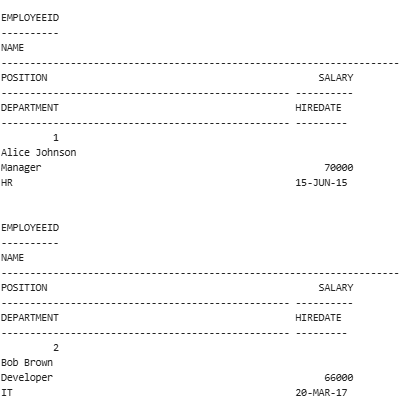 EMPLOYEEID
----------
NAME
--------------------------------------------------------------------
POSITION                                               SALARY
-------------------------------------------------- ----------
DEPARTMENT                                         HIREDATE
-------------------------------------------------- ---------
         1
Alice Johnson
Manager                                                 70000
HR                                                 15-JUN-15
EMPLOYEEID
----------
NAME
--------------------------------------------------------------------
POSITION                                               SALARY
-------------------------------------------------- ----------
DEPARTMENT                                         HIREDATE
-------------------------------------------------- ---------
         2
Bob Brown
Developer                                               66000
IT                                                 20-MAR-17